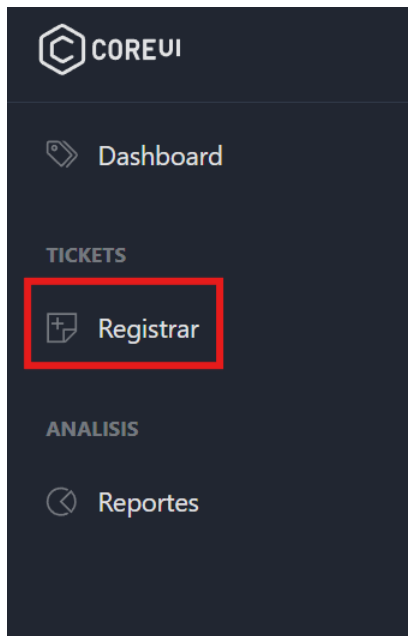 COREUI
Dashboard
TICKETS
Registrar
ANALISIS
Reportes